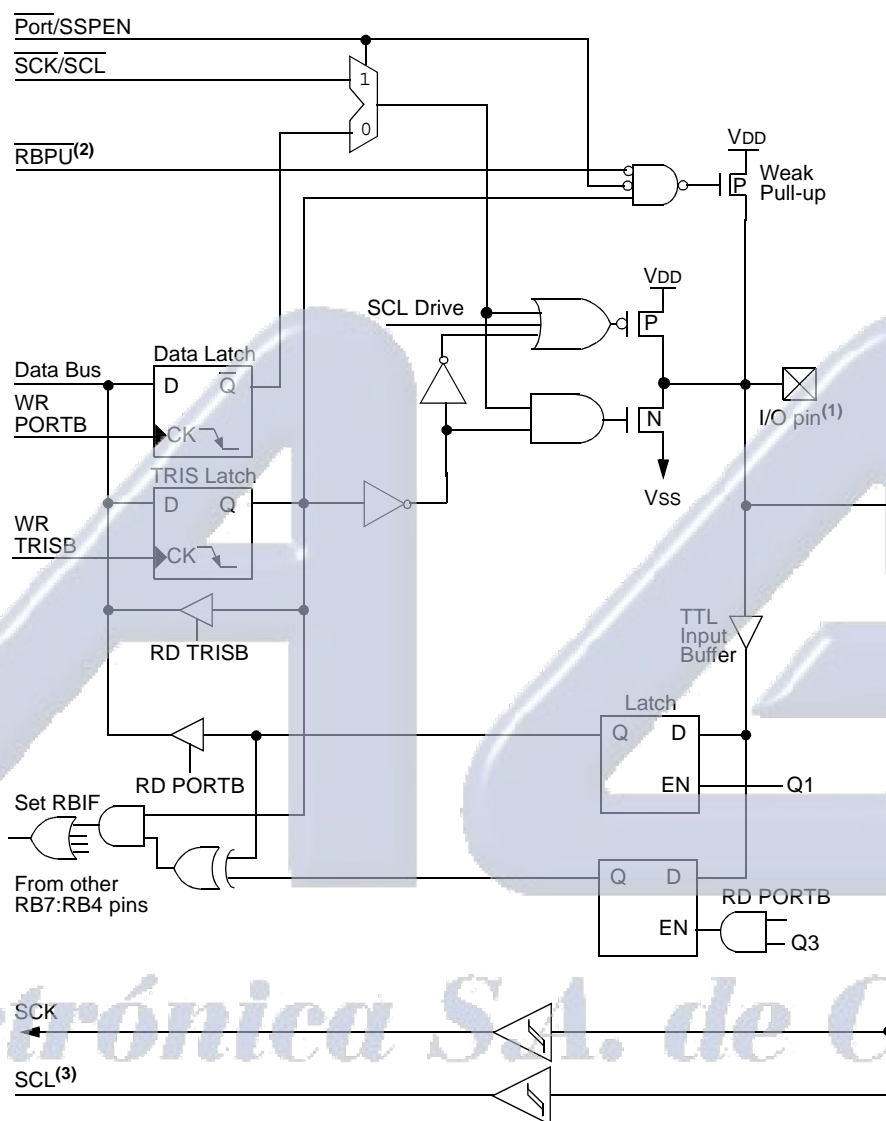 Port/SSPEN
SCK/SCL
1
0
RBPU(2)
VDD
P
Weak
Pull-up
VDD
SCL Drive
P
Data Latch
Data Bus
D
Q
WR
PORTB
CK
N
I/O pin(1)
TRIS Latch
D
Q
VSS
WR
TRISB
CK
TTL
Input
Buffer
RD TRISB
Latch
Q
D
RD PORTB
EN
Q1
Set RBIF
From other
RB7:RB4 pins
Q
D
RD PORTB
EN
Q3
ctrónica S.A. de C
SCK
SCL(3)